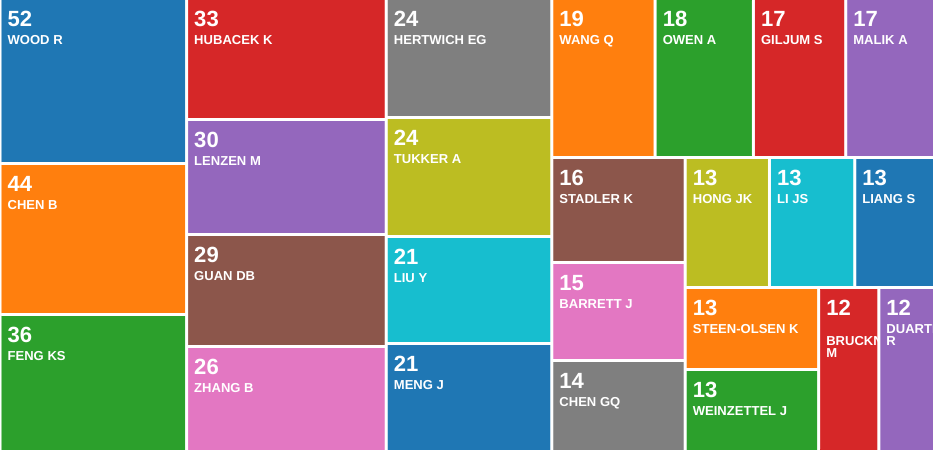 52
WOOD R
44
CHEN B
36
FENG KS
33
HUBACEK K
30
LENZEN M
29
GUAN DB
26
ZHANG B
24
HERTWICH EG
24
TUKKER A
21
LIU Y
21
MENG J
19
WANG Q
18
OWEN A
17
GILJUM S
17
MALIK A
16
STADLER K
15
BARRETT J
14
CHEN GQ
13
HONG JK
13
LI JS
13
LIANG S
13
STEEN-OLSEN K
13
WEINZETTEL J
12
BRUCKN
M
12
DUART
R